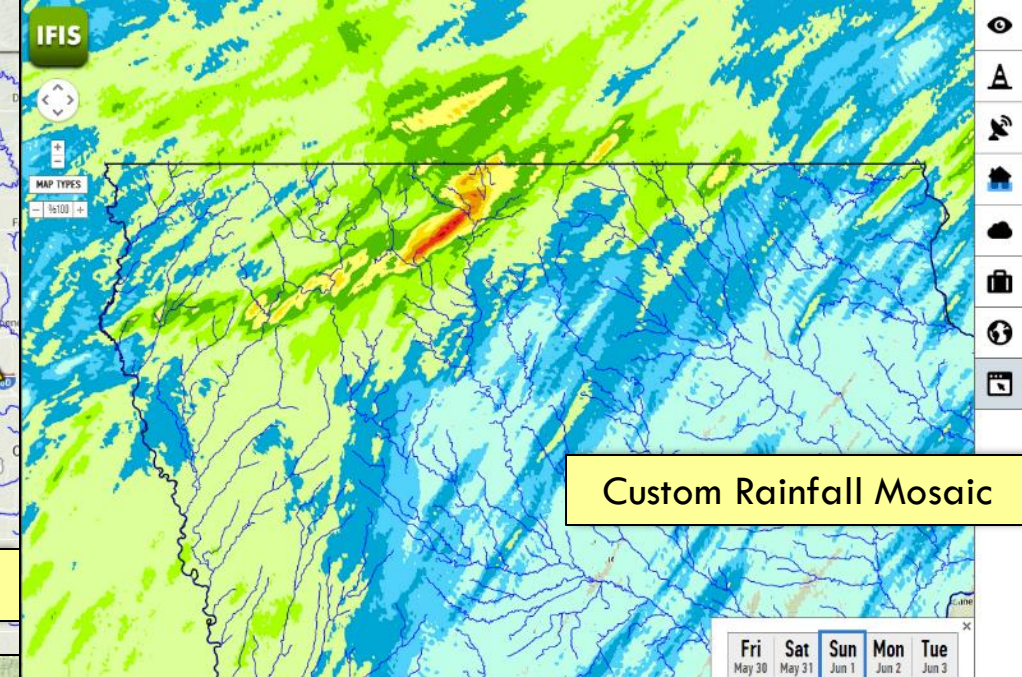 IFIS
+
−
MAP TYPES
− %100 +
Custom Rainfall Mosaic
×
Fri Sat Sun Mon Tue
May 30 May 31 Jun 1 Jun 2 Jun 3